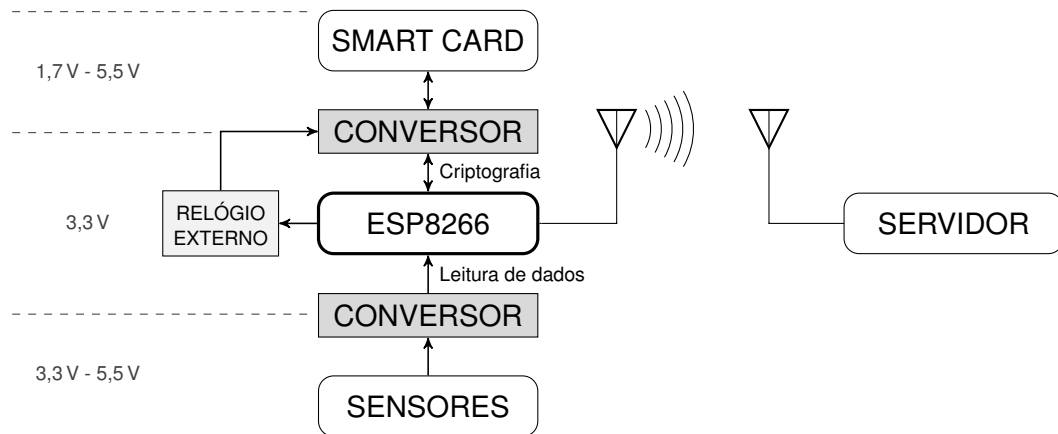 SMART CARD
1,7 V - 5,5 V
CONVERSOR
Criptografia
RELÓGIO
EXTERNO
3,3 V
ESP8266
SERVIDOR
Leitura de dados
CONVERSOR
3,3 V - 5,5 V
SENSORES